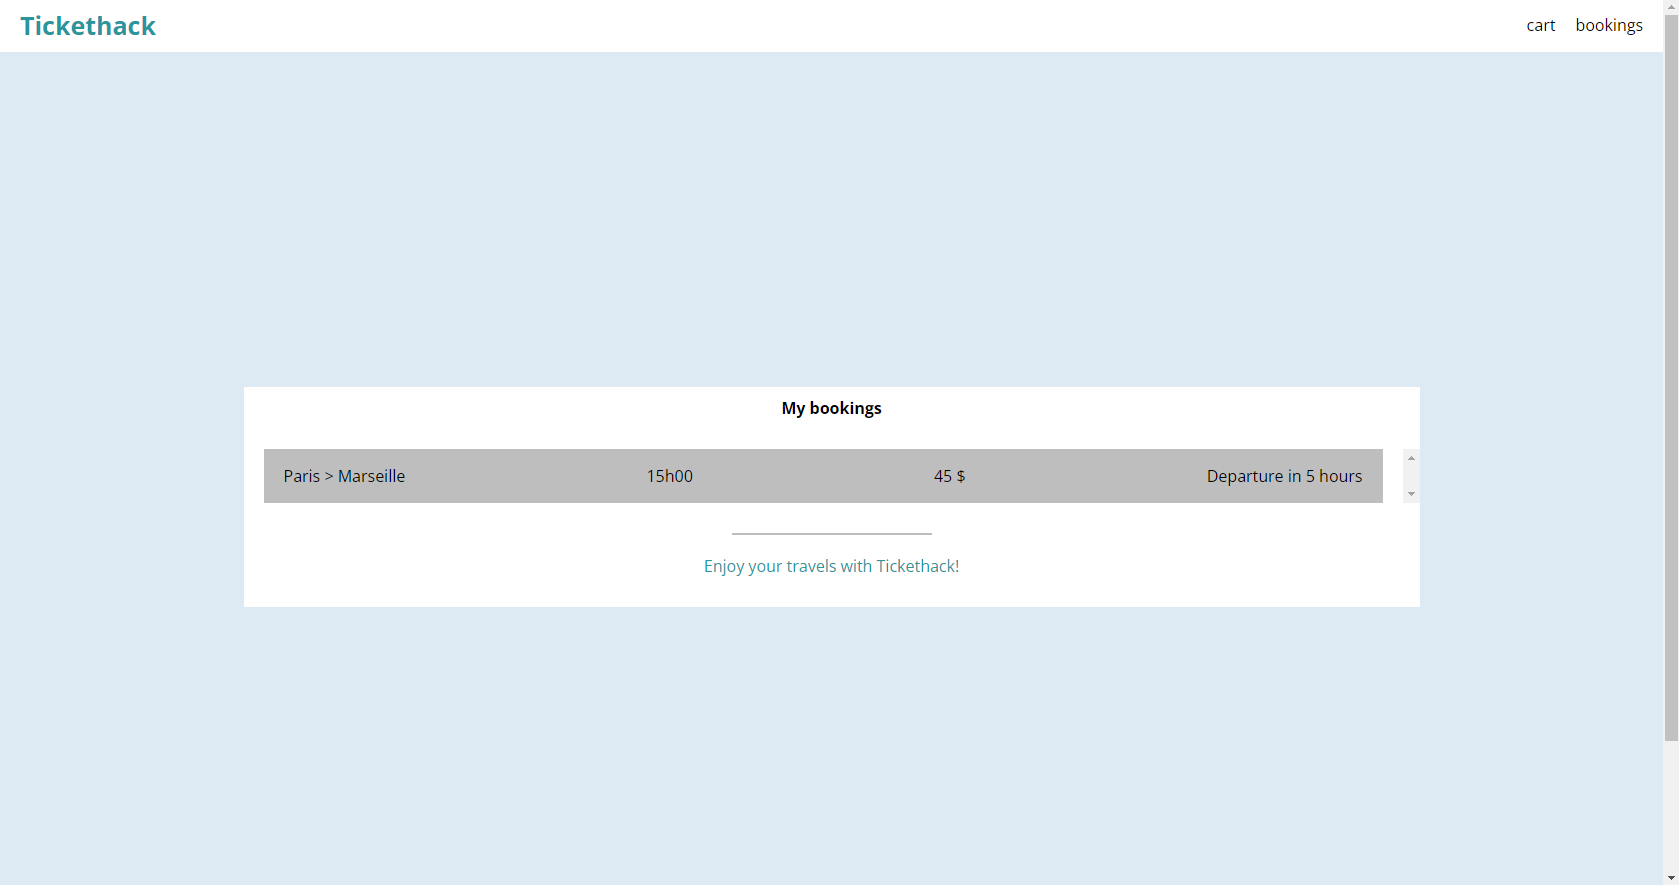 Tickethack
cart bookings
My bookings
Paris > Marseille 15h00 45 $ Departure in 5 hours
Enjoy your travels with Tickethack!